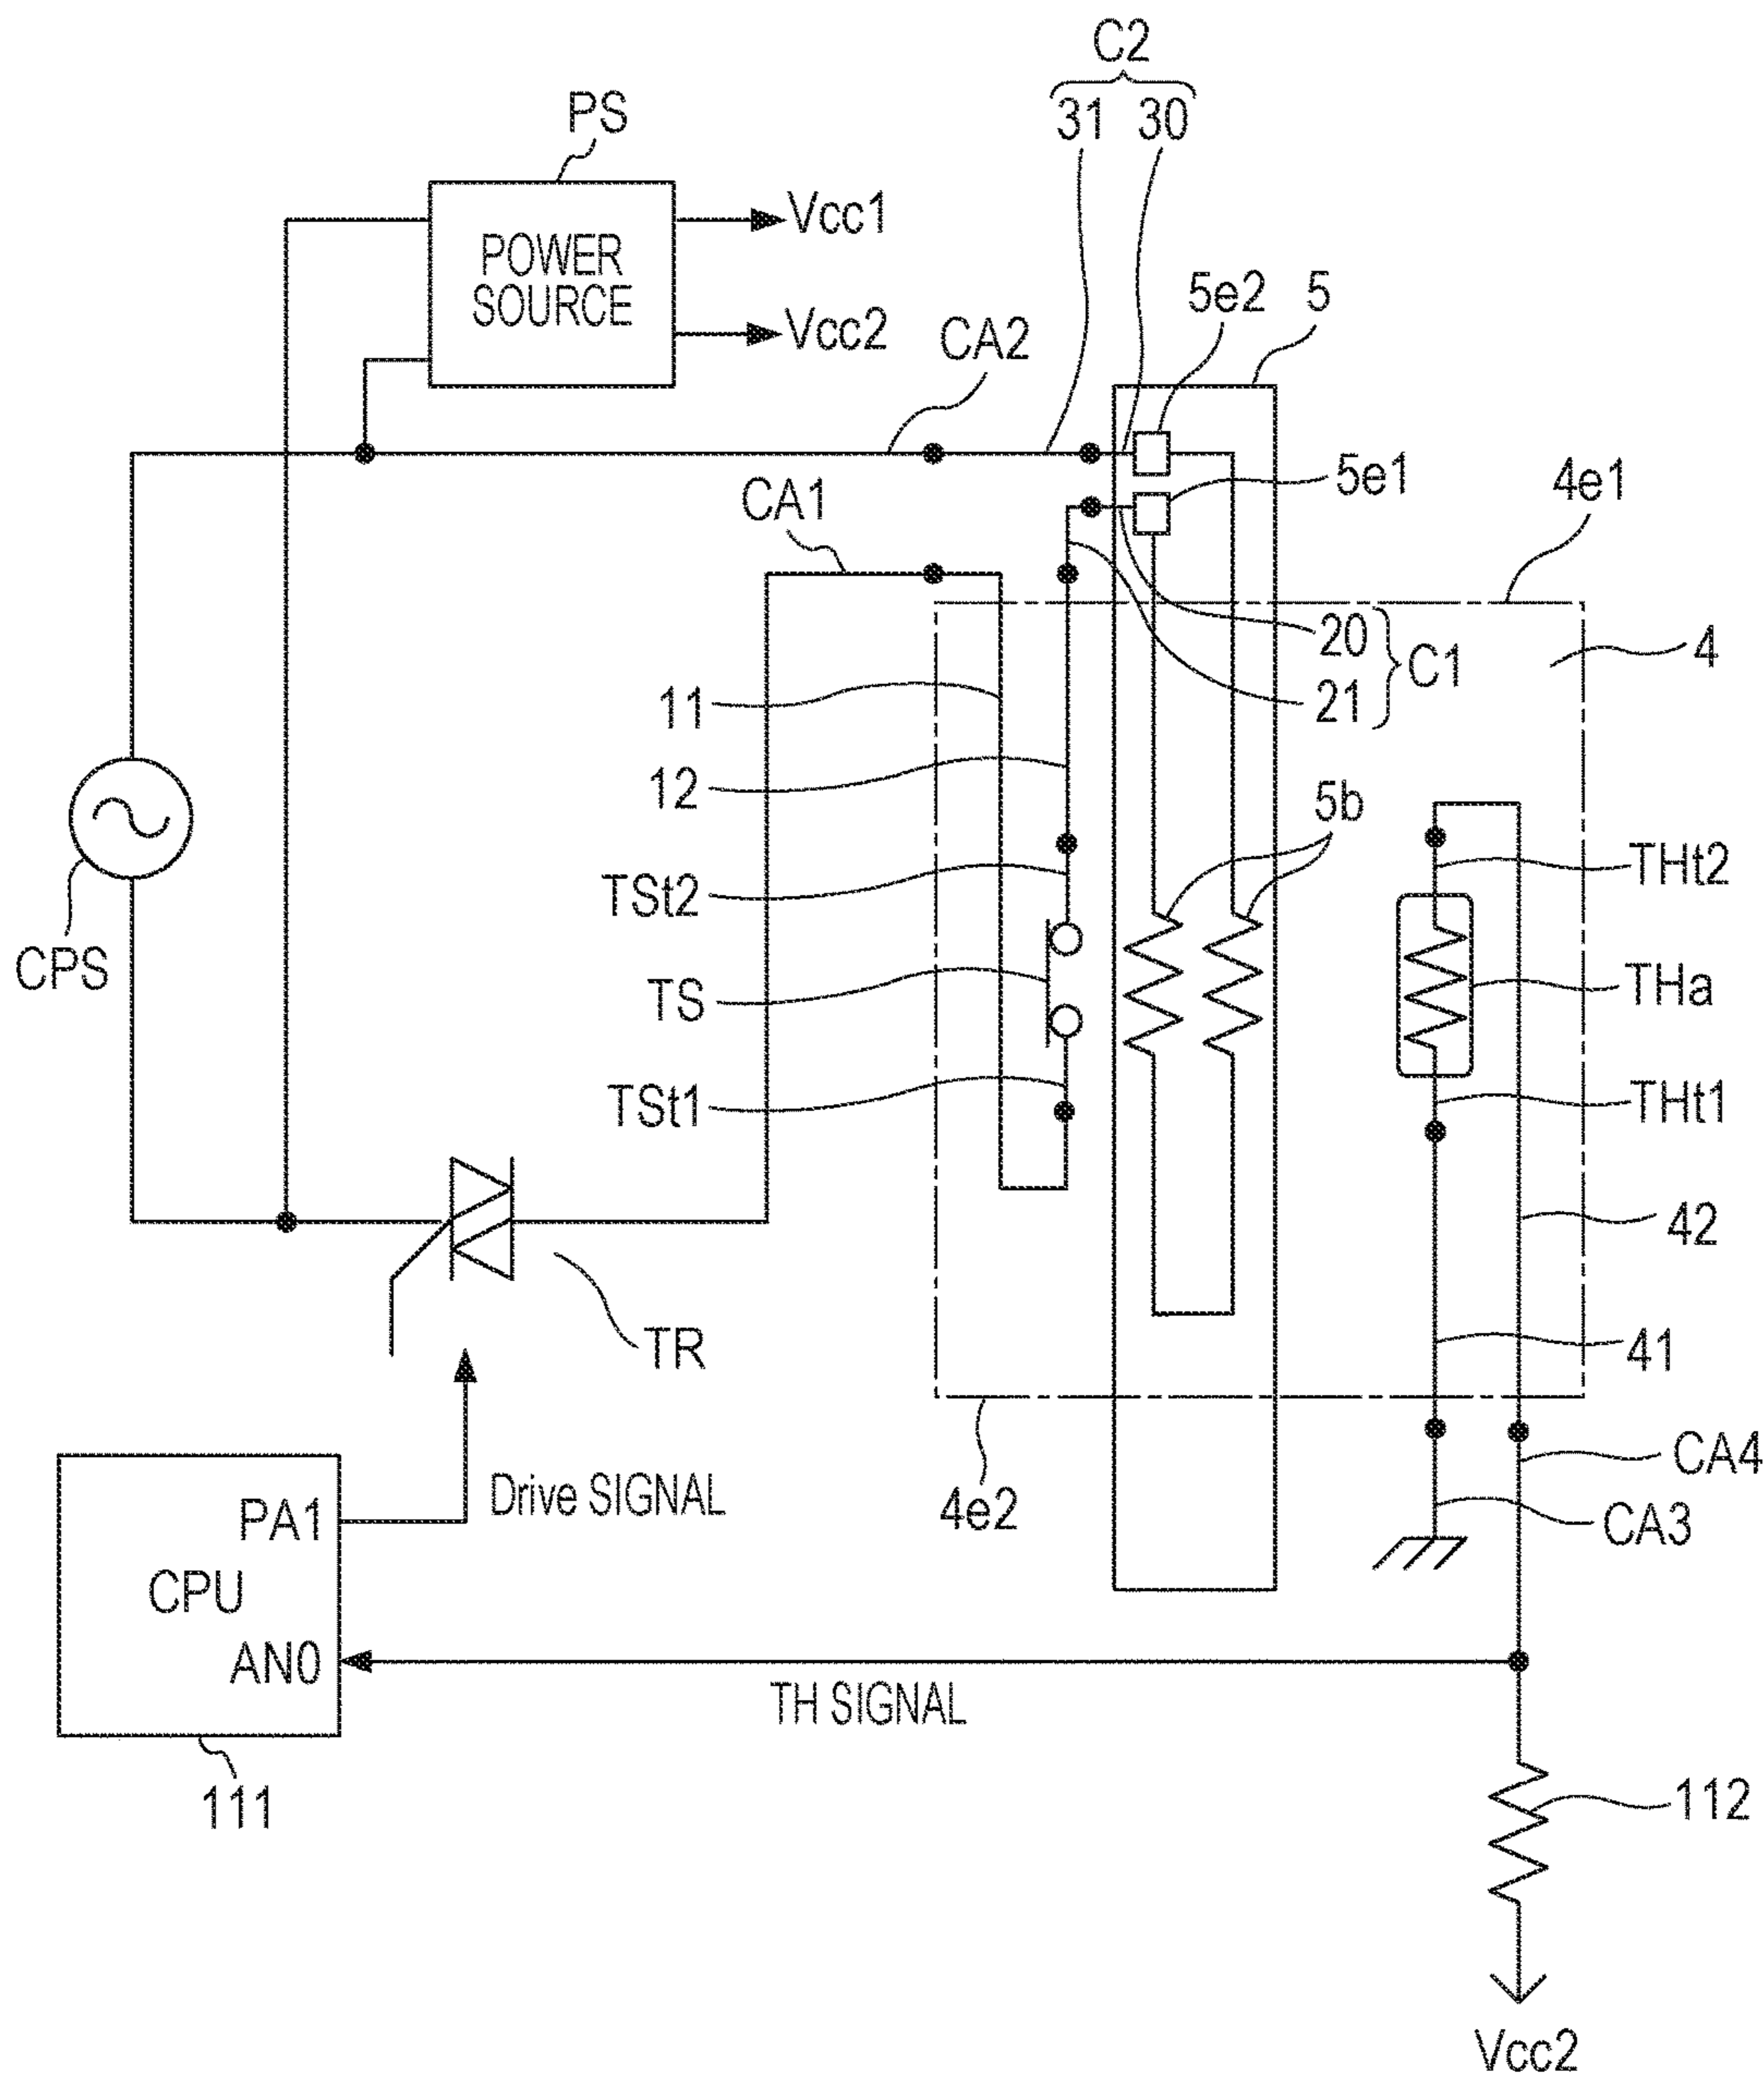 C2
31 30
PS
POWER
SOURCE
Vcc1
Vcc2
5e2
5
CA2
5e1
4e1
CA1
20
21
C1
4
11
12
5b
TSt2
THt2
CPS
TS
THa
TSt1
THt1
42
TR
41
4e2
CA4
CA3
PA1
CPU
AN0
Drive SIGNAL
TH SIGNAL
111
112
Vcc2